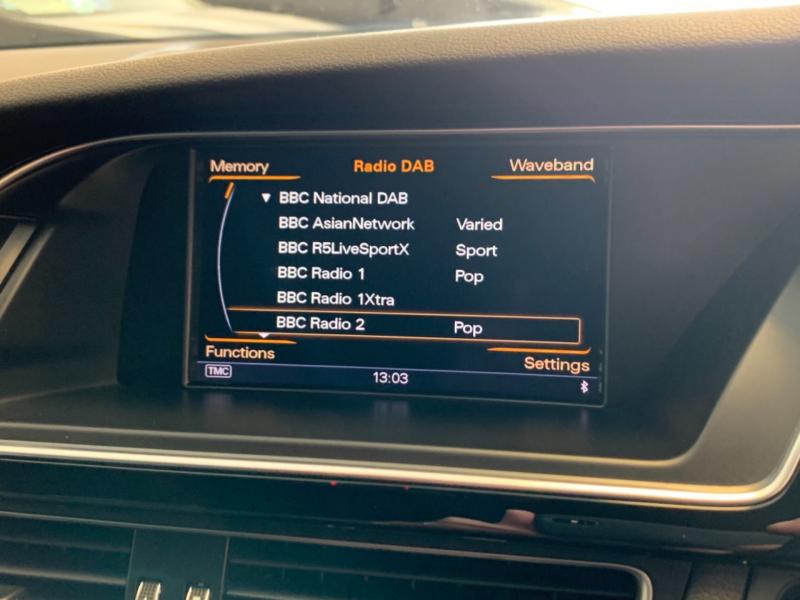 Memory Radio DAB Waveband
BBC National DAB
BBC AsianNetwork Varied
BBC R5LiveSportX Sport
BBC Radio 1 Pop
BBC Radio 1Xtra
BBC Radio 2 Pop
Functions Settings
TMC 13:03